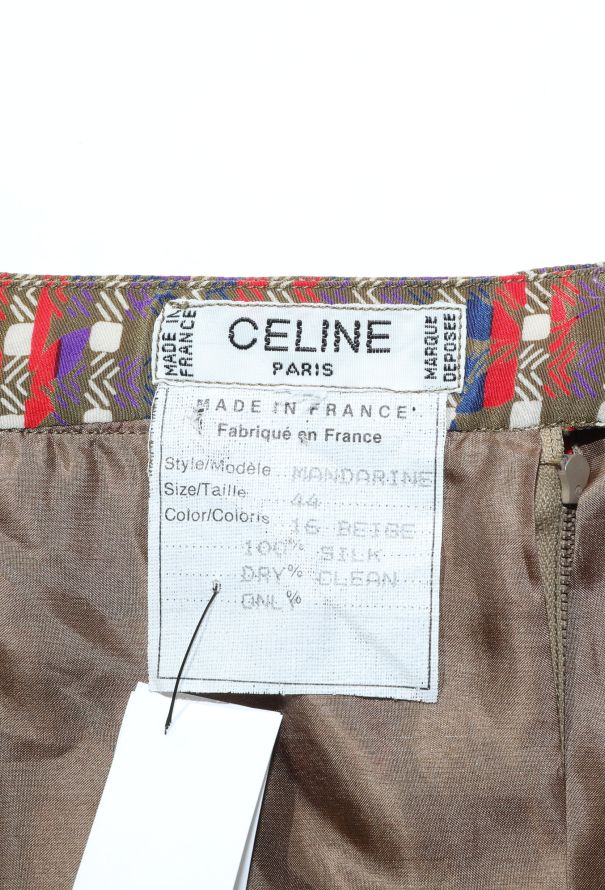 MADE IN FRANCE
CELINE
PARIS
MARQUE DEPOSEE
MADE IN FRANCE
Fabriqué en France
Style/Modèle MANDARINE
Size/Taille 44
Color/Coloris 16 BEIGE
100% SILK
DRY% CLEAN
ONL%